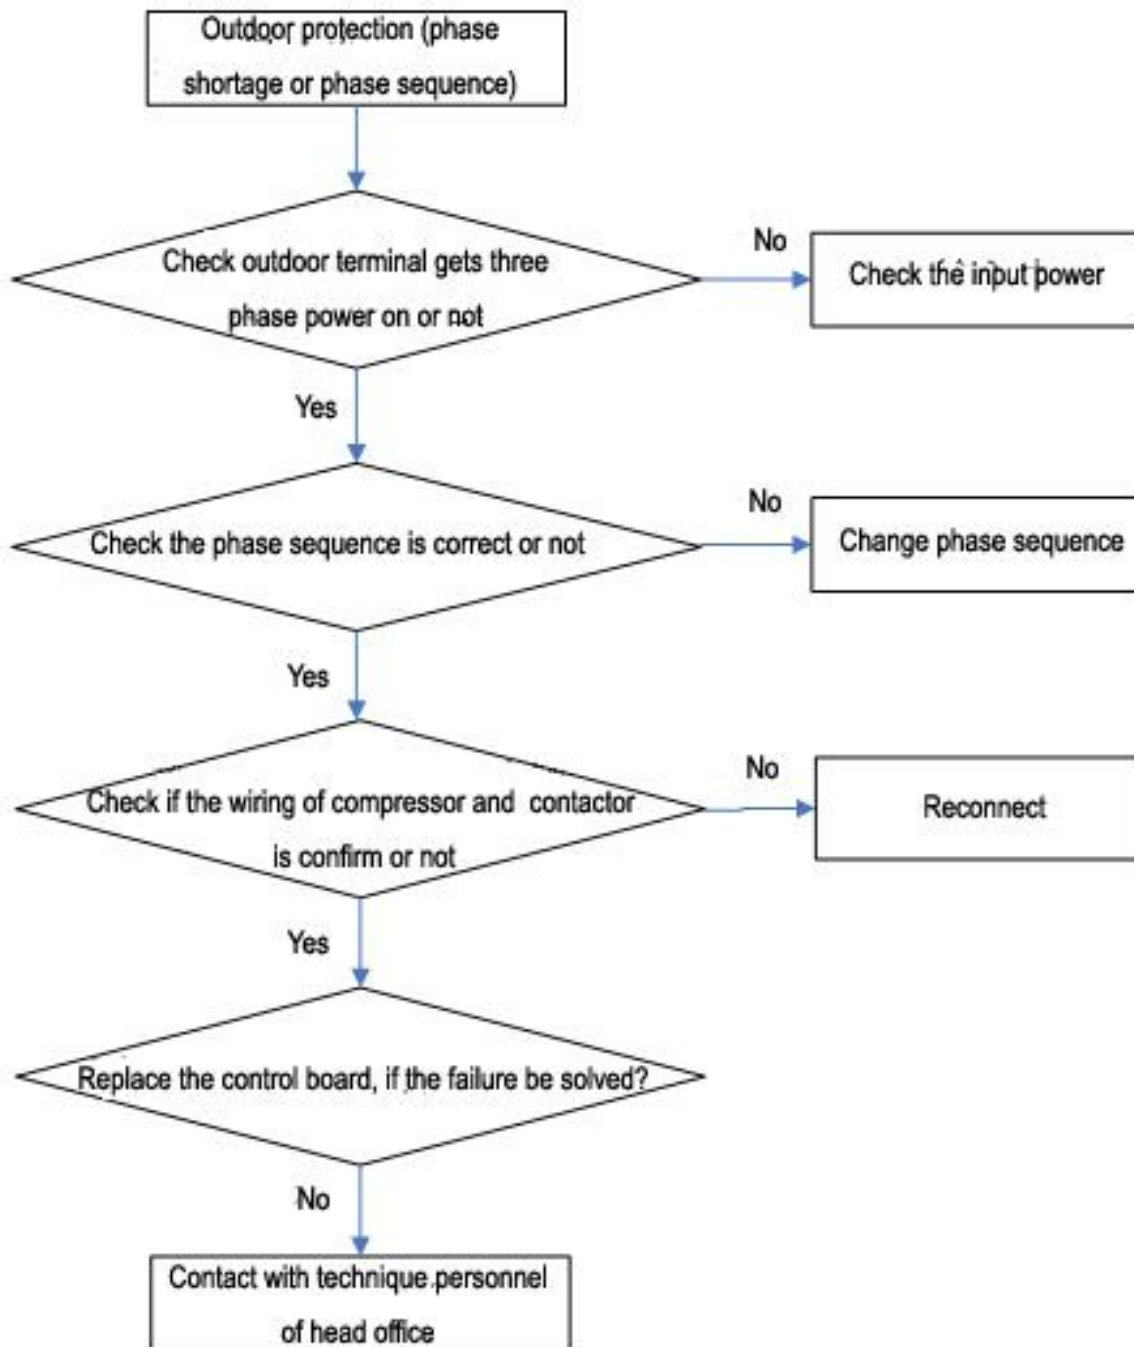 Outdoor protection (phase
shortage or phase sequence)
Check outdoor terminal gets three
phase power on or not
No
Check the input power
Yes
Check the phase sequence is correct or not
No
Change phase sequence
Yes
Check if the wiring of compressor and contactor
is confirm or not
No
Reconnect
Yes
Replace the control board, if the failure be solved?
No
Contact with technique personnel
of head office